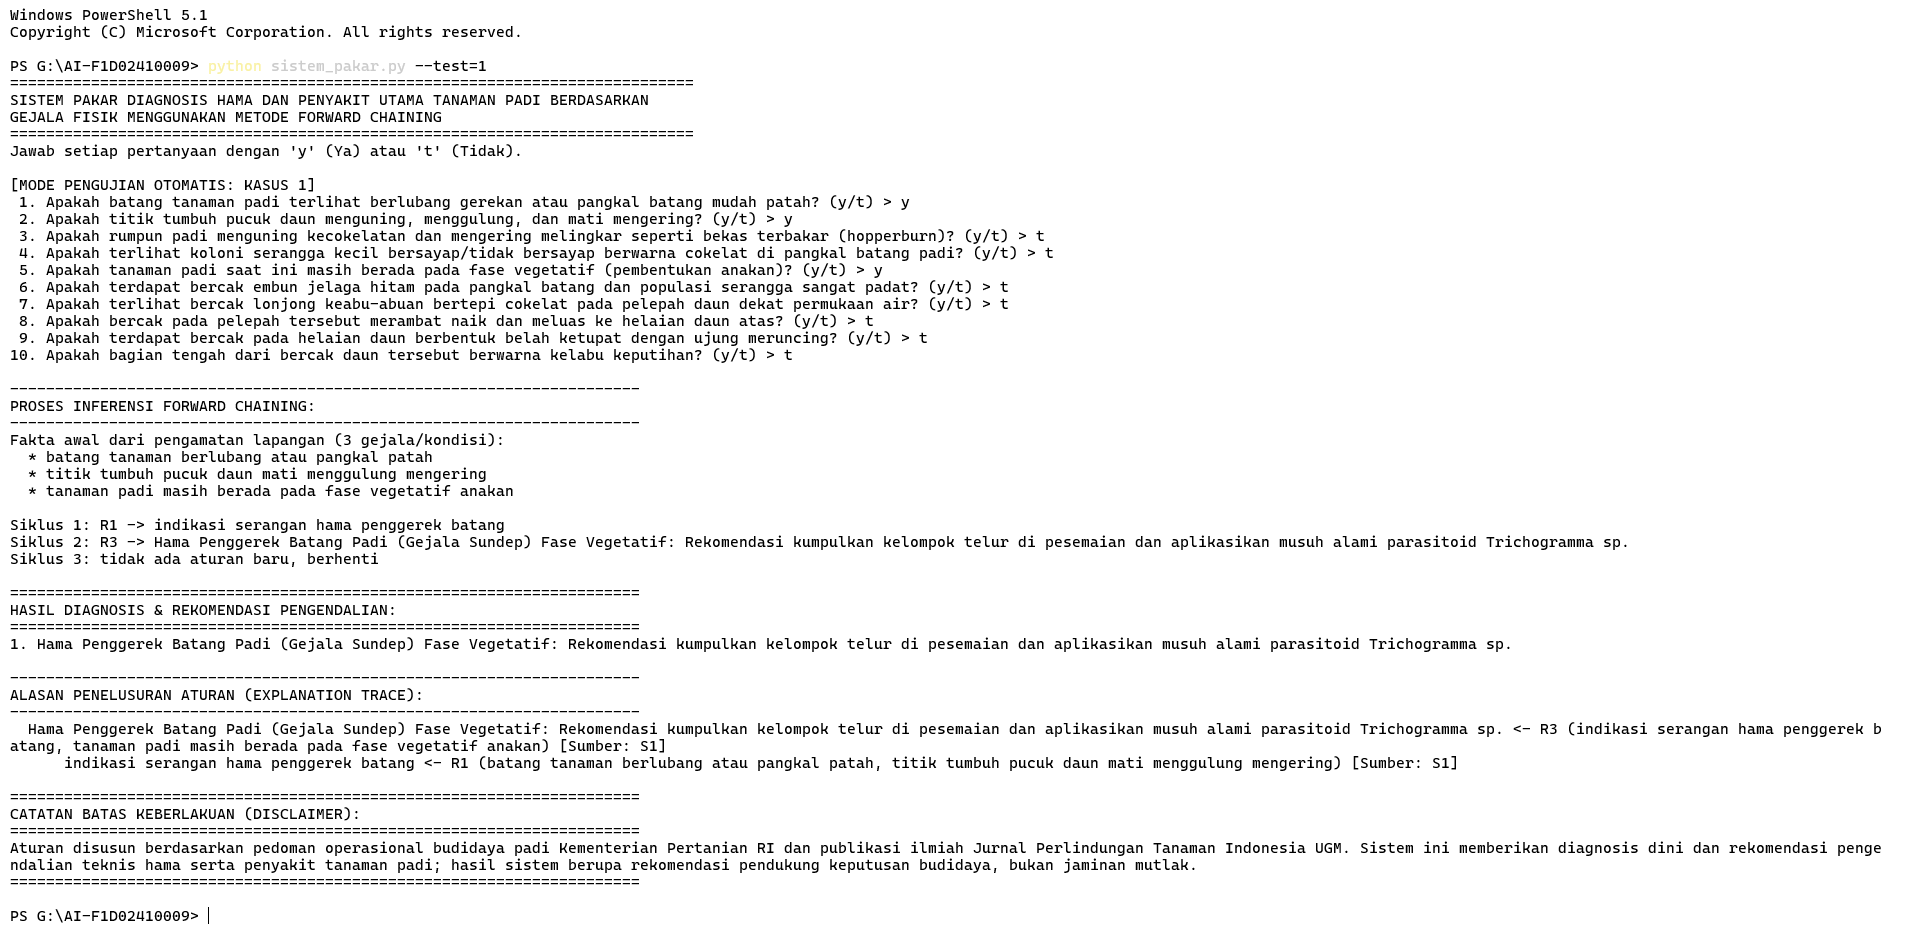 Windows PowerShell 5.1
Copyright (C) Microsoft Corporation. All rights reserved.

PS G:\AI-F1D02410009> python sistem_pakar.py --test=1
============================================================================
SISTEM PAKAR DIAGNOSIS HAMA DAN PENYAKIT UTAMA TANAMAN PADI BERDASARKAN
GEJALA FISIK MENGGUNAKAN METODE FORWARD CHAINING
============================================================================
Jawab setiap pertanyaan dengan 'y' (Ya) atau 't' (Tidak).

[MODE PENGUJIAN OTOMATIS: KASUS 1]
 1. Apakah batang tanaman padi terlihat berlubang gerekan atau pangkal batang mudah patah? (y/t) > y
 2. Apakah titik tumbuh pucuk daun menguning, menggulung, dan mati mengering? (y/t) > y
 3. Apakah rumpun padi menguning kecokelatan dan mengering melingkar seperti bekas terbakar (hopperburn)? (y/t) > t
 4. Apakah terlihat koloni serangga kecil bersayap/tidak bersayap berwarna cokelat di pangkal batang padi? (y/t) > t
 5. Apakah tanaman padi saat ini masih berada pada fase vegetatif (pembentukan anakan)? (y/t) > y
 6. Apakah terdapat bercak embun jelaga hitam pada pangkal batang dan populasi serangga sangat padat? (y/t) > t
 7. Apakah terlihat bercak lonjong keabu-abuan bertepi cokelat pada pelepah daun dekat permukaan air? (y/t) > t
 8. Apakah bercak pada pelepah tersebut merambat naik dan meluas ke helaian daun atas? (y/t) > t
 9. Apakah terdapat bercak pada helaian daun berbentuk belah ketupat dengan ujung meruncing? (y/t) > t
10. Apakah bagian tengah dari bercak daun tersebut berwarna kelabu keputihan? (y/t) > t

----------------------------------------------------------------------
PROSES INFERENSI FORWARD CHAINING:
----------------------------------------------------------------------
Fakta awal dari pengamatan lapangan (3 gejala/kondisi):
  * batang tanaman berlubang atau pangkal patah
  * titik tumbuh pucuk daun mati menggulung mengering
  * tanaman padi masih berada pada fase vegetatif anakan

Siklus 1: R1 -> indikasi serangan hama penggerek batang
Siklus 2: R3 -> Hama Penggerek Batang Padi (Gejala Sundep) Fase Vegetatif: Rekomendasi kumpulkan kelompok telur di pesemaian dan aplikasikan musuh alami parasitoid Trichogramma sp.
Siklus 3: tidak ada aturan baru, berhenti

======================================================================
HASIL DIAGNOSIS & REKOMENDASI PENGENDALIAN:
======================================================================
1. Hama Penggerek Batang Padi (Gejala Sundep) Fase Vegetatif: Rekomendasi kumpulkan kelompok telur di pesemaian dan aplikasikan musuh alami parasitoid Trichogramma sp.

----------------------------------------------------------------------
ALASAN PENELUSURAN ATURAN (EXPLANATION TRACE):
----------------------------------------------------------------------
  Hama Penggerek Batang Padi (Gejala Sundep) Fase Vegetatif: Rekomendasi kumpulkan kelompok telur di pesemaian dan aplikasikan musuh alami parasitoid Trichogramma sp. <- R3 (indikasi serangan hama penggerek b
atang, tanaman padi masih berada pada fase vegetatif anakan) [Sumber: S1]
      indikasi serangan hama penggerek batang <- R1 (batang tanaman berlubang atau pangkal patah, titik tumbuh pucuk daun mati menggulung mengering) [Sumber: S1]

======================================================================
CATATAN BATAS KEBERLAKUAN (DISCLAIMER):
======================================================================
Aturan disusun berdasarkan pedoman operasional budidaya padi Kementerian Pertanian RI dan publikasi ilmiah Jurnal Perlindungan Tanaman Indonesia UGM. Sistem ini memberikan diagnosis dini dan rekomendasi penge
ndalian teknis hama serta penyakit tanaman padi; hasil sistem berupa rekomendasi pendukung keputusan budidaya, bukan jaminan mutlak.
======================================================================

PS G:\AI-F1D02410009>